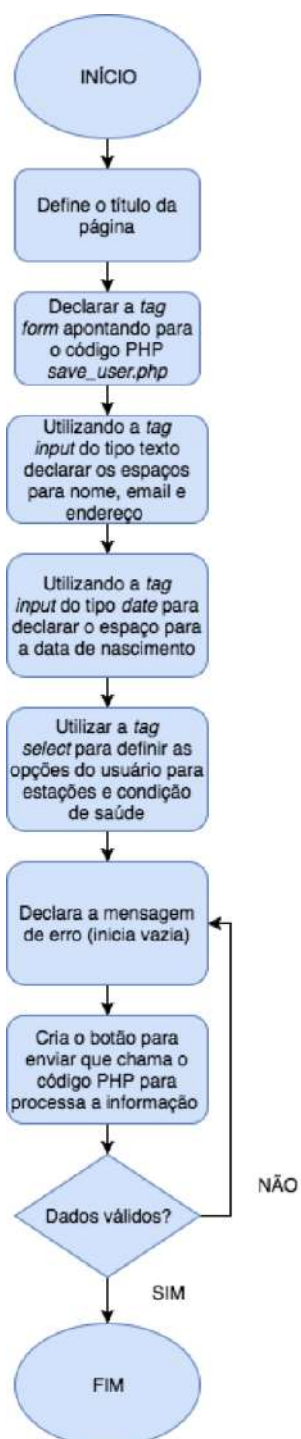 INÍCIO
Define o título da
página
Declarar a tag
form apontando para
o código PHP
save_user.php
Utilizando a tag
input do tipo texto
declarar os espaços
para nome, email e
endereço
Utilizando a tag
input do tipo date para
declarar o espaço para
a data de nascimento
Utilizar a tag
select para definir as
opções do usuário para
estações e condição
de saúde
Declara a mensagem
de erro (inicia vazia)
Cria o botão para
enviar que chama o
código PHP para
processa a informação
Dados válidos?
NÃO
SIM
FIM